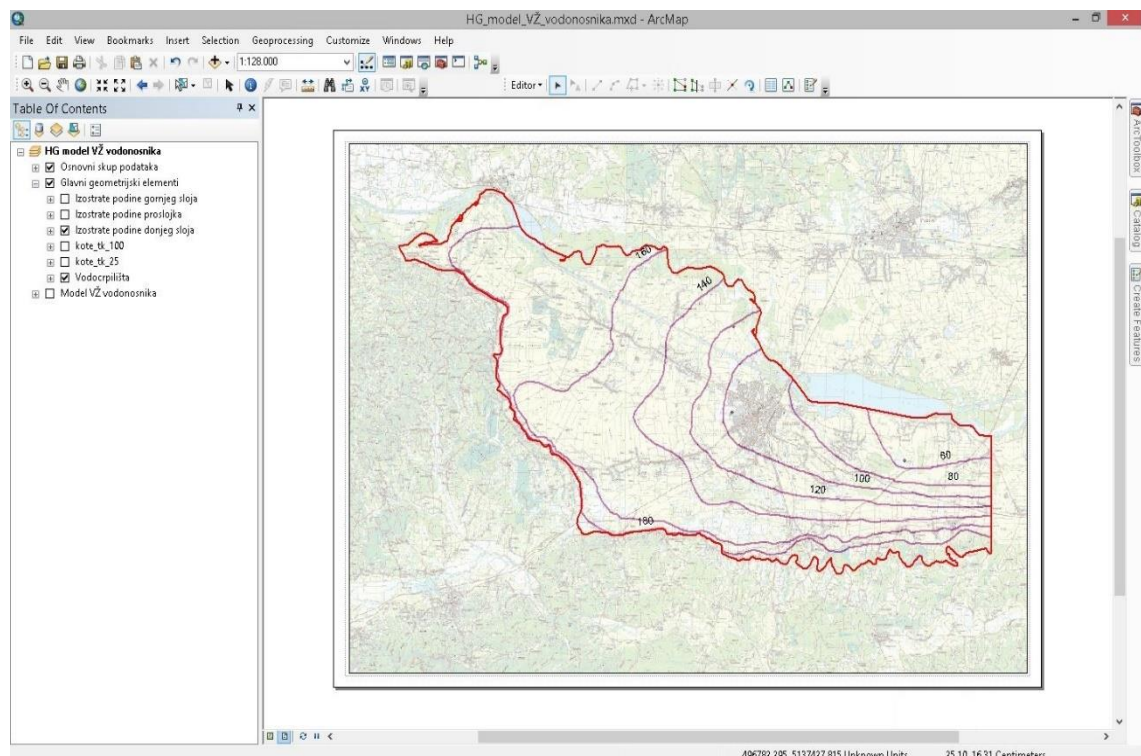 HG_model_VŽ_vodonosnika.mxd - ArcMap
File Edit View Bookmarks Insert Selection Geoprocessing Customize Windows Help
1:128.000
Editor
Table Of Contents
HG model VŽ vodonosnika
Osnovni skup podataka
Glavni geometrijski elementi
Izostrate podine gornjeg sloja
Izostrate podine proslojka
Izostrate podine donjeg sloja
kote_tk_100
kote_tk_25
Vodocrpilišta
Model VŽ vodonosnika
160
140
60
80
100
120
160
ArcToolbox
Catalog
Create Features
496782,295 5137427,815 Unknown Units
25,10 16,31 Centimeters